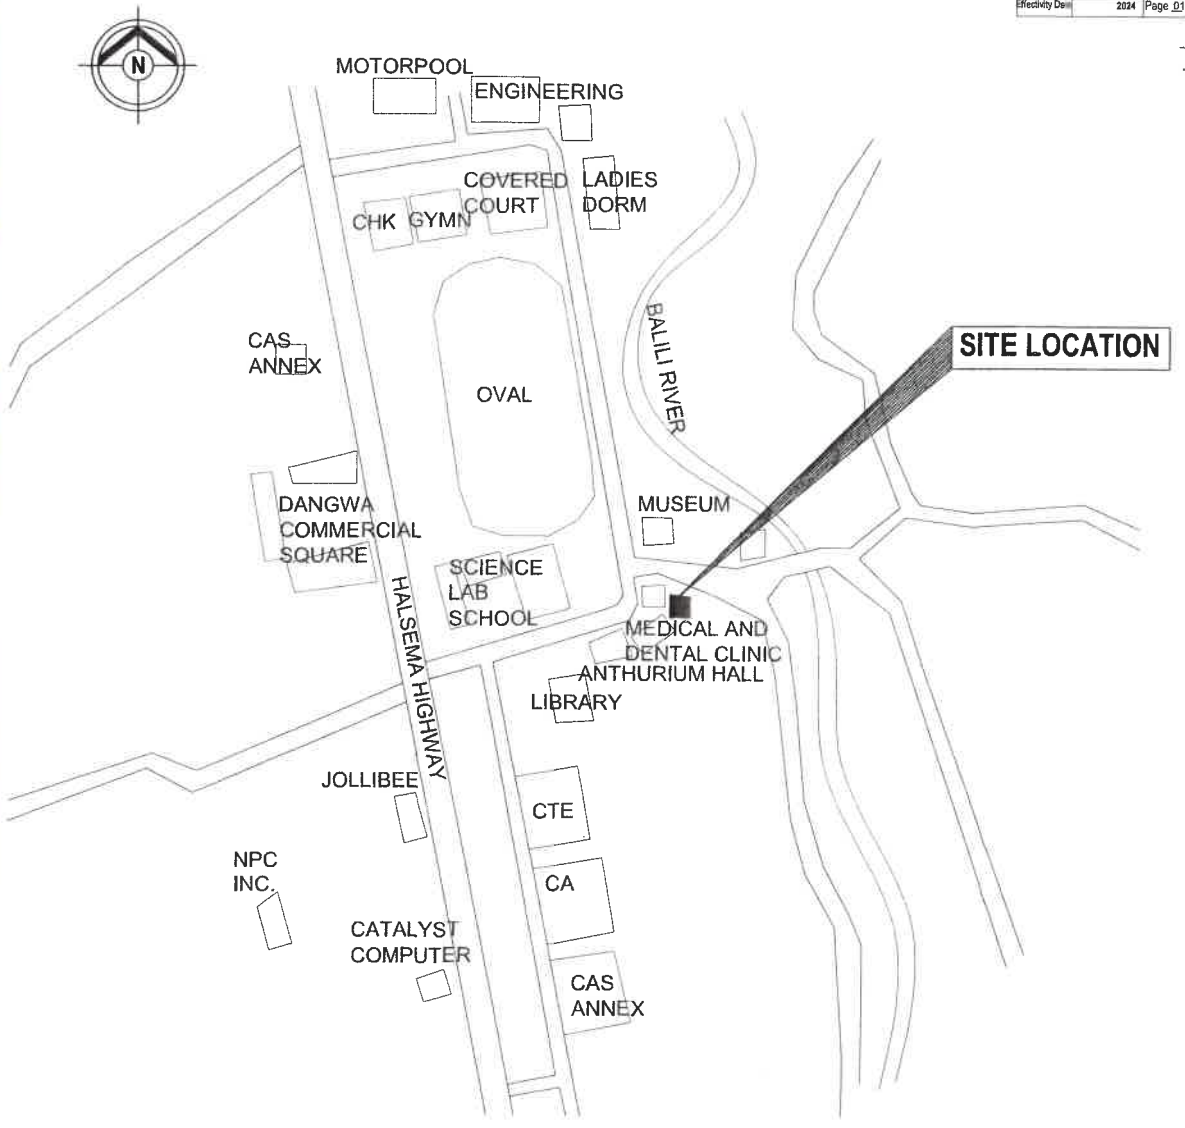 Effectivity Date 2024 Page 01
N
MOTORPOOL
ENGINEERING
COVERED
COURT
LADIES
DORM
CHK
GYMN
CAS
ANNEX
OVAL
BALILI RIVER
SITE LOCATION
DANGWA
COMMERCIAL
SQUARE
MUSEUM
SCIENCE
LAB
SCHOOL
HALSEMA HIGHWAY
MEDICAL AND
DENTAL CLINIC
ANTHURIUM HALL
LIBRARY
JOLLIBEE
CTE
NPC
INC.
CA
CATALYST
COMPUTER
CAS
ANNEX